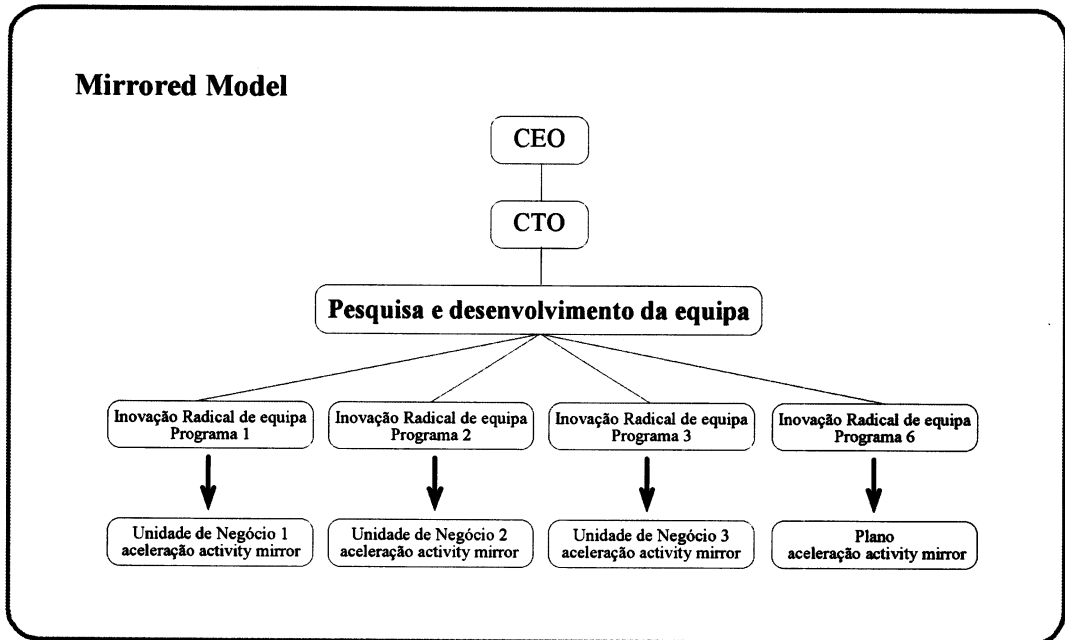 Mirrored Model
CEO
CTO
Pesquisa e desenvolvimento da equipa
Inovação Radical de equipa
Programa 1
Inovação Radical de equipa
Programa 2
Inovação Radical de equipa
Programa 3
Inovação Radical de equipa
Programa 6
Unidade de Negócio 1
aceleração activity mirror
Unidade de Negócio 2
aceleração activity mirror
Unidade de Negócio 3
aceleração activity mirror
Plano
aceleração activity mirror